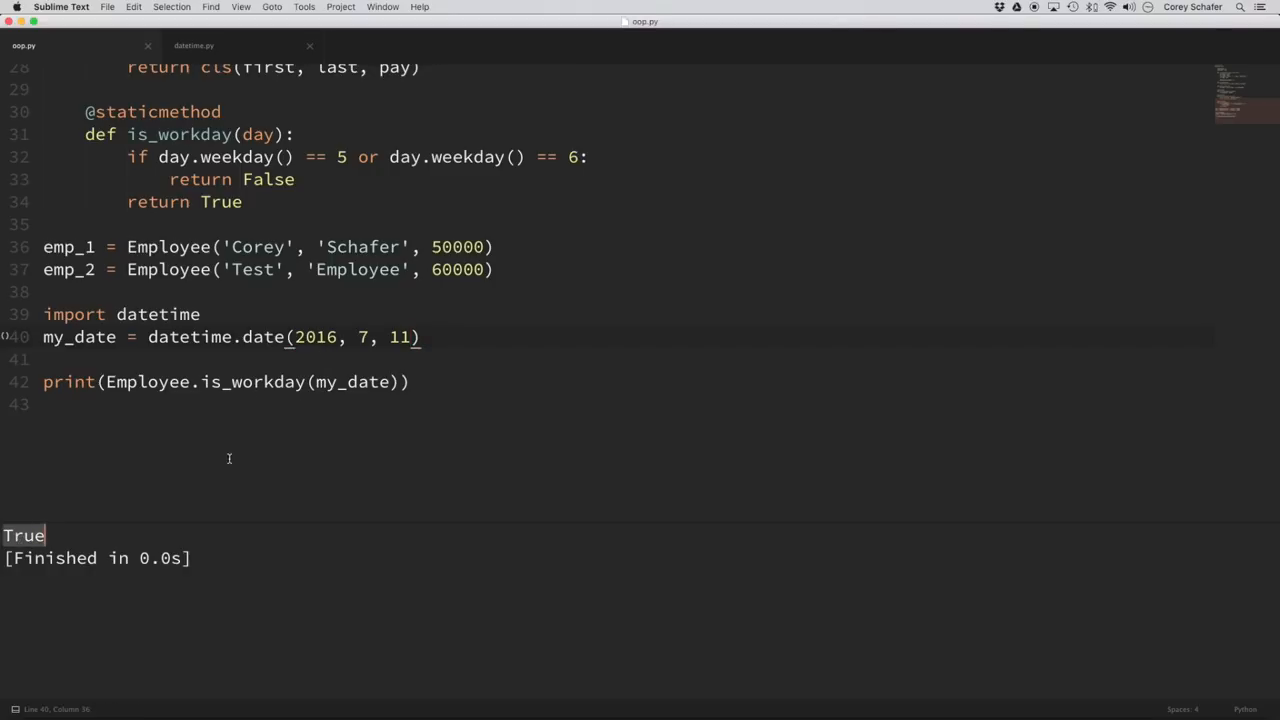 Sublime Text File Edit Selection Find View Goto Tools Project Window Help Corey Schafer
oop.py
oop.py datetime.py
28 return cls(first, last, pay)
29
30 @staticmethod
31 def is_workday(day):
32 if day.weekday() == 5 or day.weekday() == 6:
33 return False
34 return True
35
36 emp_1 = Employee('Corey', 'Schafer', 50000)
37 emp_2 = Employee('Test', 'Employee', 60000)
38
39 import datetime
40 my_date = datetime.date(2016, 7, 11)
41
42 print(Employee.is_workday(my_date))
43
True
[Finished in 0.0s]
Line 40, Column 36 Spaces: 4 Python